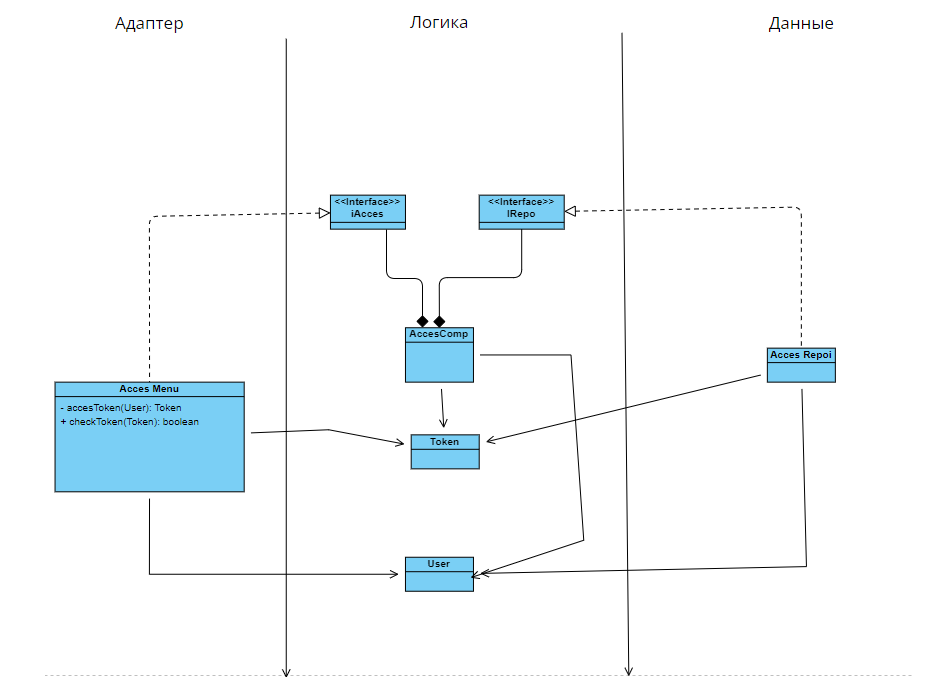 Адаптер
Логика
Данные
<<Interface>>
iAcces
<<Interface>>
IRepo
AccesComp
Acces Repoi
Acces Menu
- accesToken(User): Token
+ checkToken(Token): boolean
Token
User